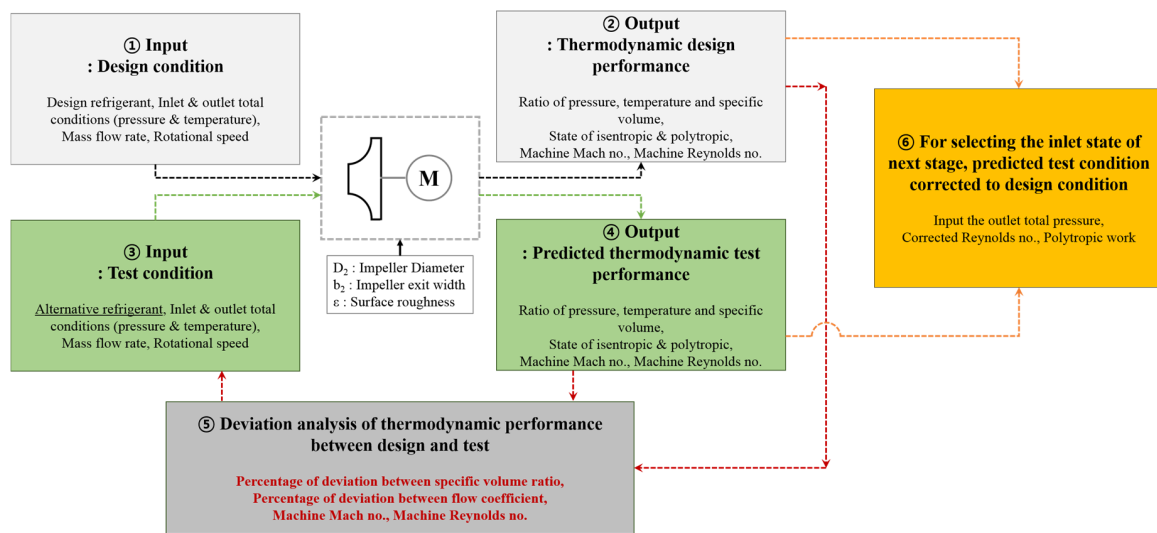 ① Input
: Design condition
Design refrigerant, Inlet & outlet total
conditions (pressure & temperature),
Mass flow rate, Rotational speed
② Output
: Thermodynamic design
performance
Ratio of pressure, temperature and specific
volume,
State of isentropic & polytropic,
Machine Mach no., Machine Reynolds no.
M
D₂ : Impeller Diameter
b₂ : Impeller exit width
ε : Surface roughness
③ Input
: Test condition
Alternative refrigerant, Inlet & outlet total
conditions (pressure & temperature),
Mass flow rate, Rotational speed
④ Output
: Predicted thermodynamic test
performance
Ratio of pressure, temperature and specific
volume,
State of isentropic & polytropic,
Machine Mach no., Machine Reynolds no.
⑤ Deviation analysis of thermodynamic performance
between design and test
Percentage of deviation between specific volume ratio,
Percentage of deviation between flow coefficient,
Machine Mach no., Machine Reynolds no.
⑥ For selecting the inlet state of
next stage, predicted test condition
corrected to design condition
Input the outlet total pressure,
Corrected Reynolds no., Polytropic work